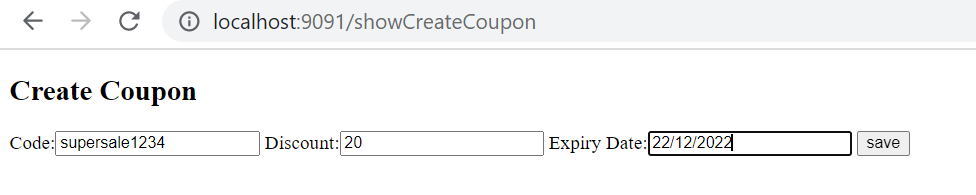 localhost:9091/showCreateCoupon
Create Coupon
Code: supersale1234 Discount: 20 Expiry Date: 22/12/2022 save